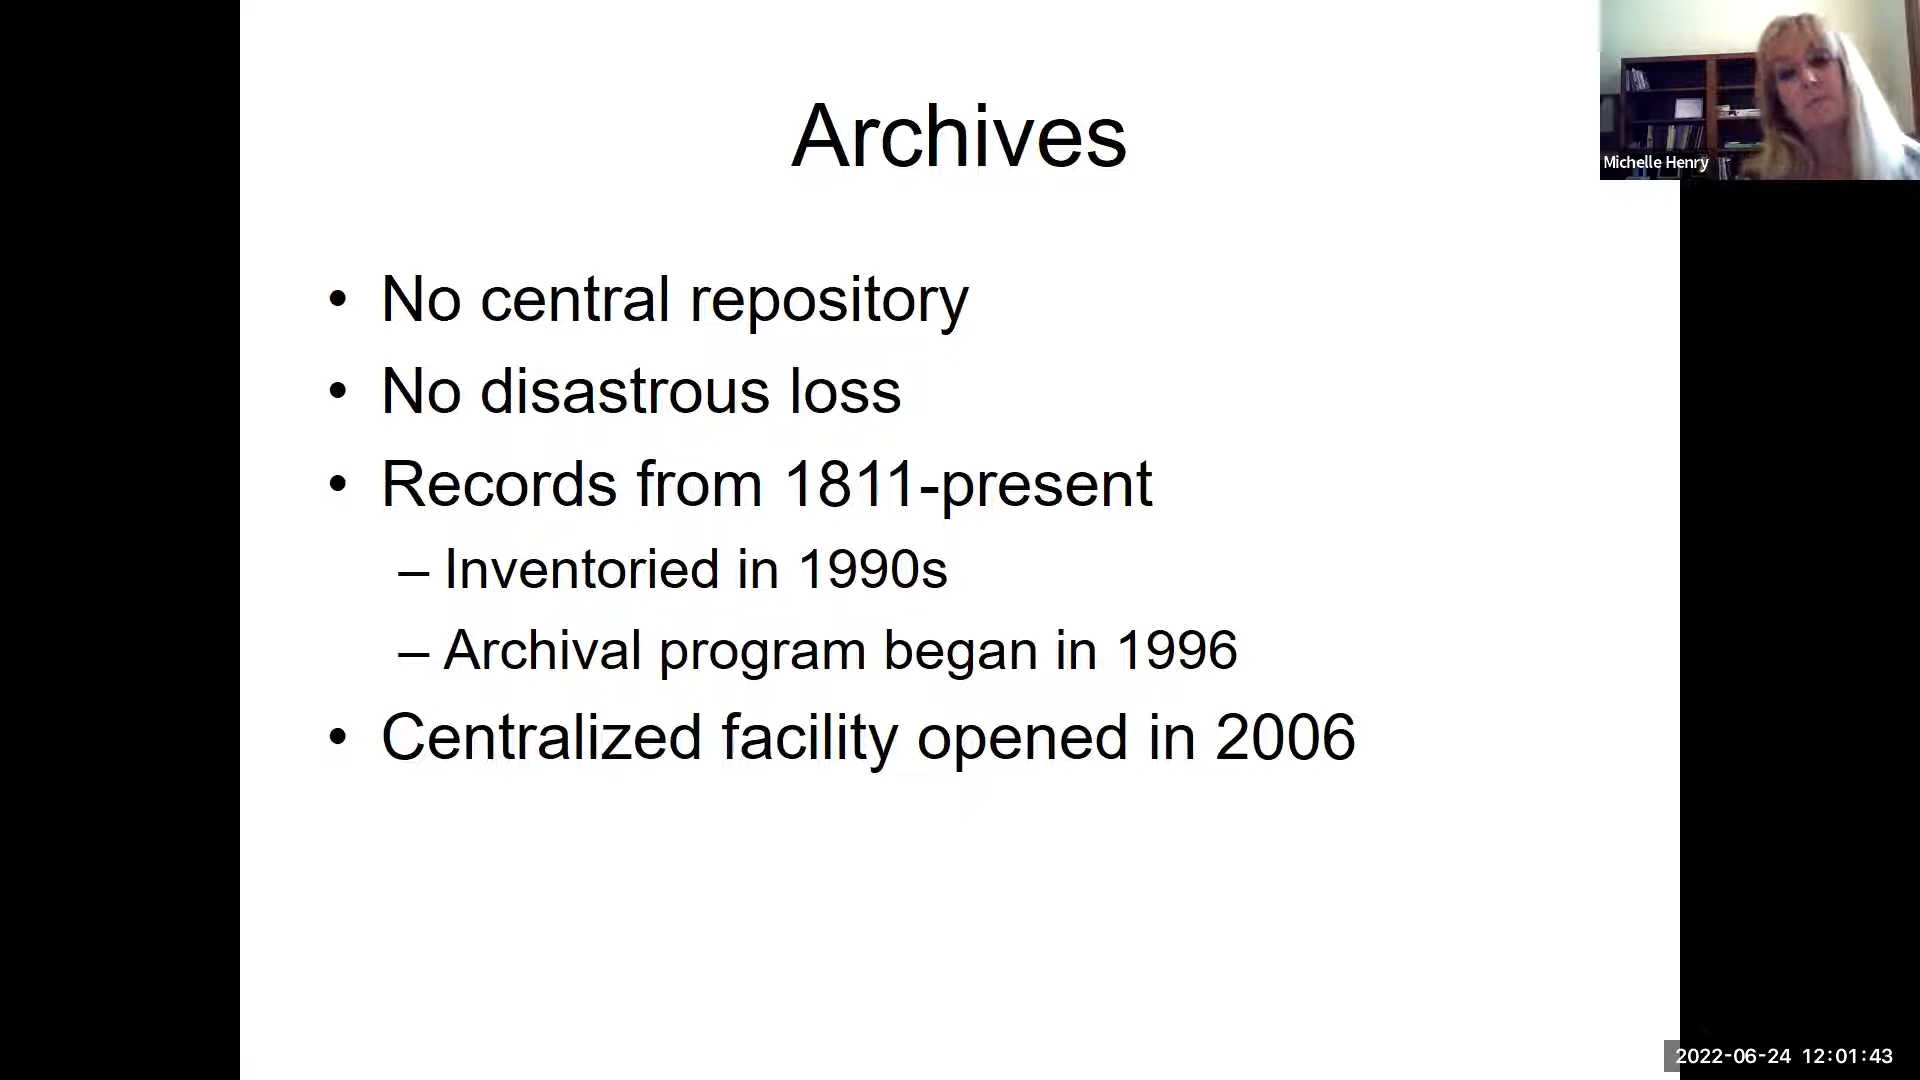 Archives
• No central repository
• No disastrous loss
• Records from 1811-present
– Inventoried in 1990s
– Archival program began in 1996
• Centralized facility opened in 2006
Michelle Henry
2022-06-24 12:01:43